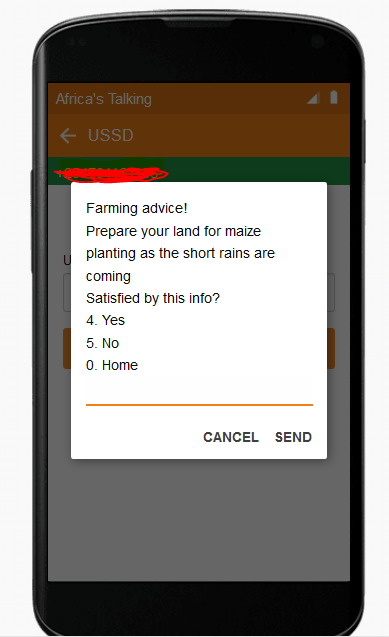 Africa's Talking
USSD
Farming advice!
Prepare your land for maize
planting as the short rains are
coming
Satisfied by this info?
4. Yes
5. No
0. Home
CANCEL SEND